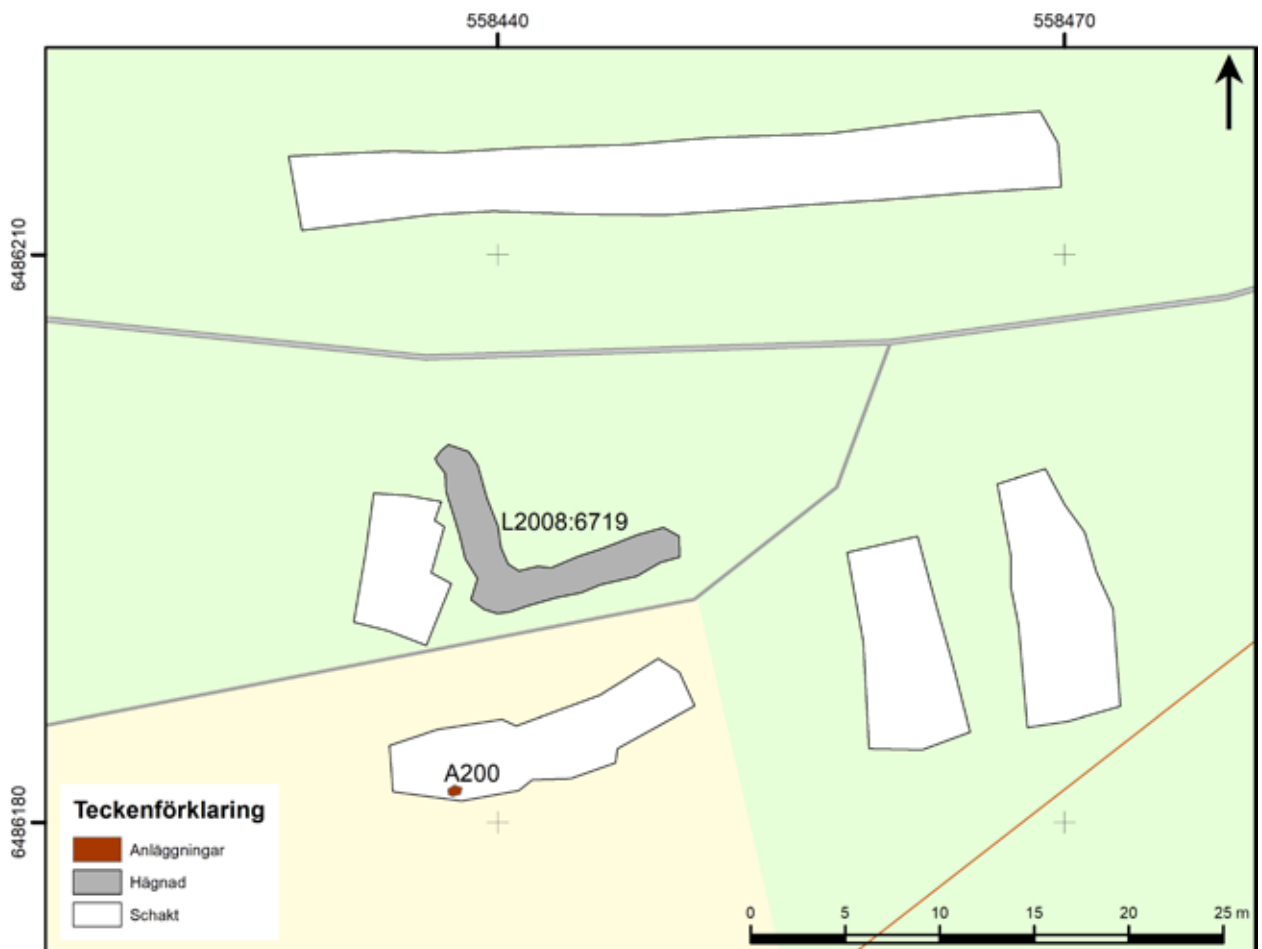 558440
558470
6486210
L2008:6719
A200
6486180
Teckenförklaring
Anläggningar
Hägnad
Schakt
0 5 10 15 20 25 m